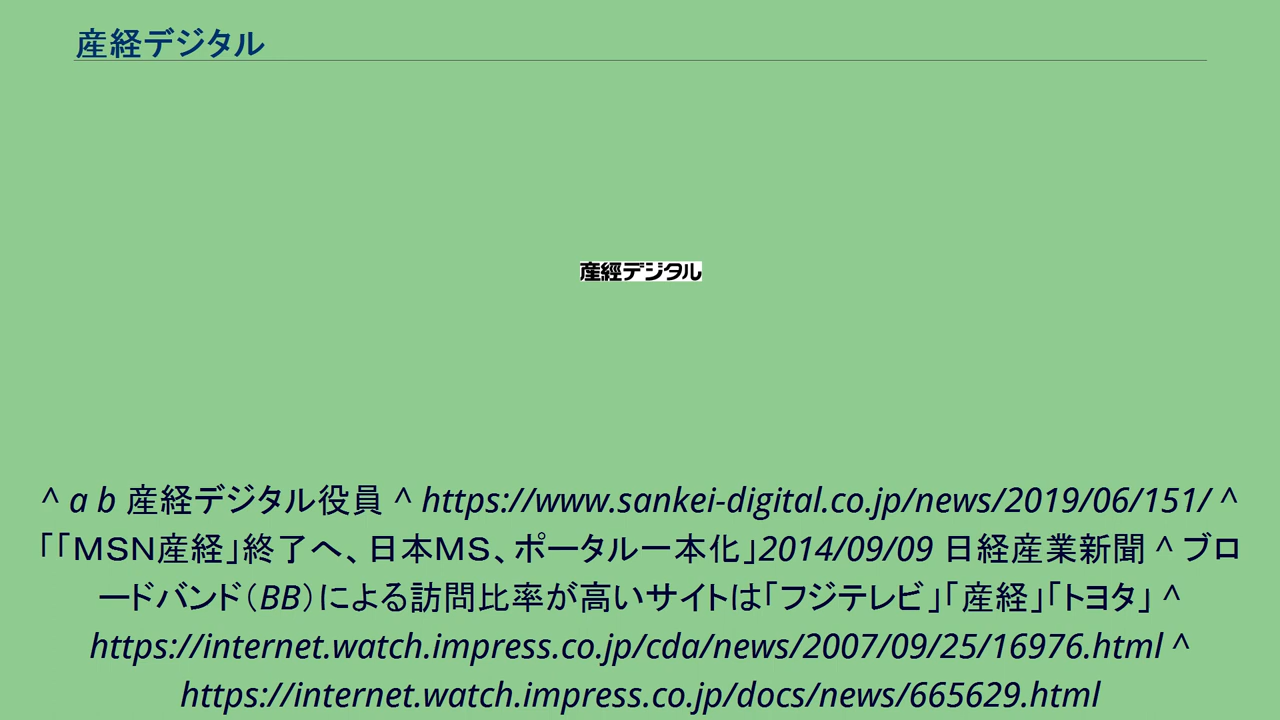 産経デジタル
産經デジタル
^ a b 産経デジタル役員 ^ https://www.sankei-digital.co.jp/news/2019/06/151/ ^
「「MSN産経」終了へ、日本MS、ポータル一本化」2014/09/09 日経産業新聞 ^ ブロ
ードバンド（BB）による訪問比率が高いサイトは「フジテレビ」「産経」「トヨタ」 ^
https://internet.watch.impress.co.jp/cda/news/2007/09/25/16976.html ^
https://internet.watch.impress.co.jp/docs/news/665629.html